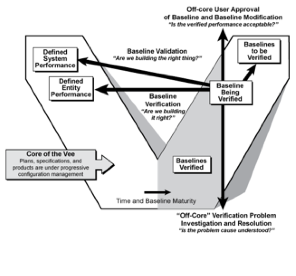 Off-core User Approval
of Baseline and Baseline Modification
"Is the verified performance acceptable?"
Defined
System
Performance
Baseline Validation
"Are we building the right thing?"
Baselines
to be
Verified
Defined
Entity
Performance
Baseline
Verification
"Are we building
it right?"
Baseline
Being
Verified
Core of the Vee
Plans, specifications, and
products are under progressive
configuration management
Baselines
Verified
Time and Baseline Maturity
"Off-Core" Verification Problem
Investigation and Resolution
"Is the problem cause understood?"